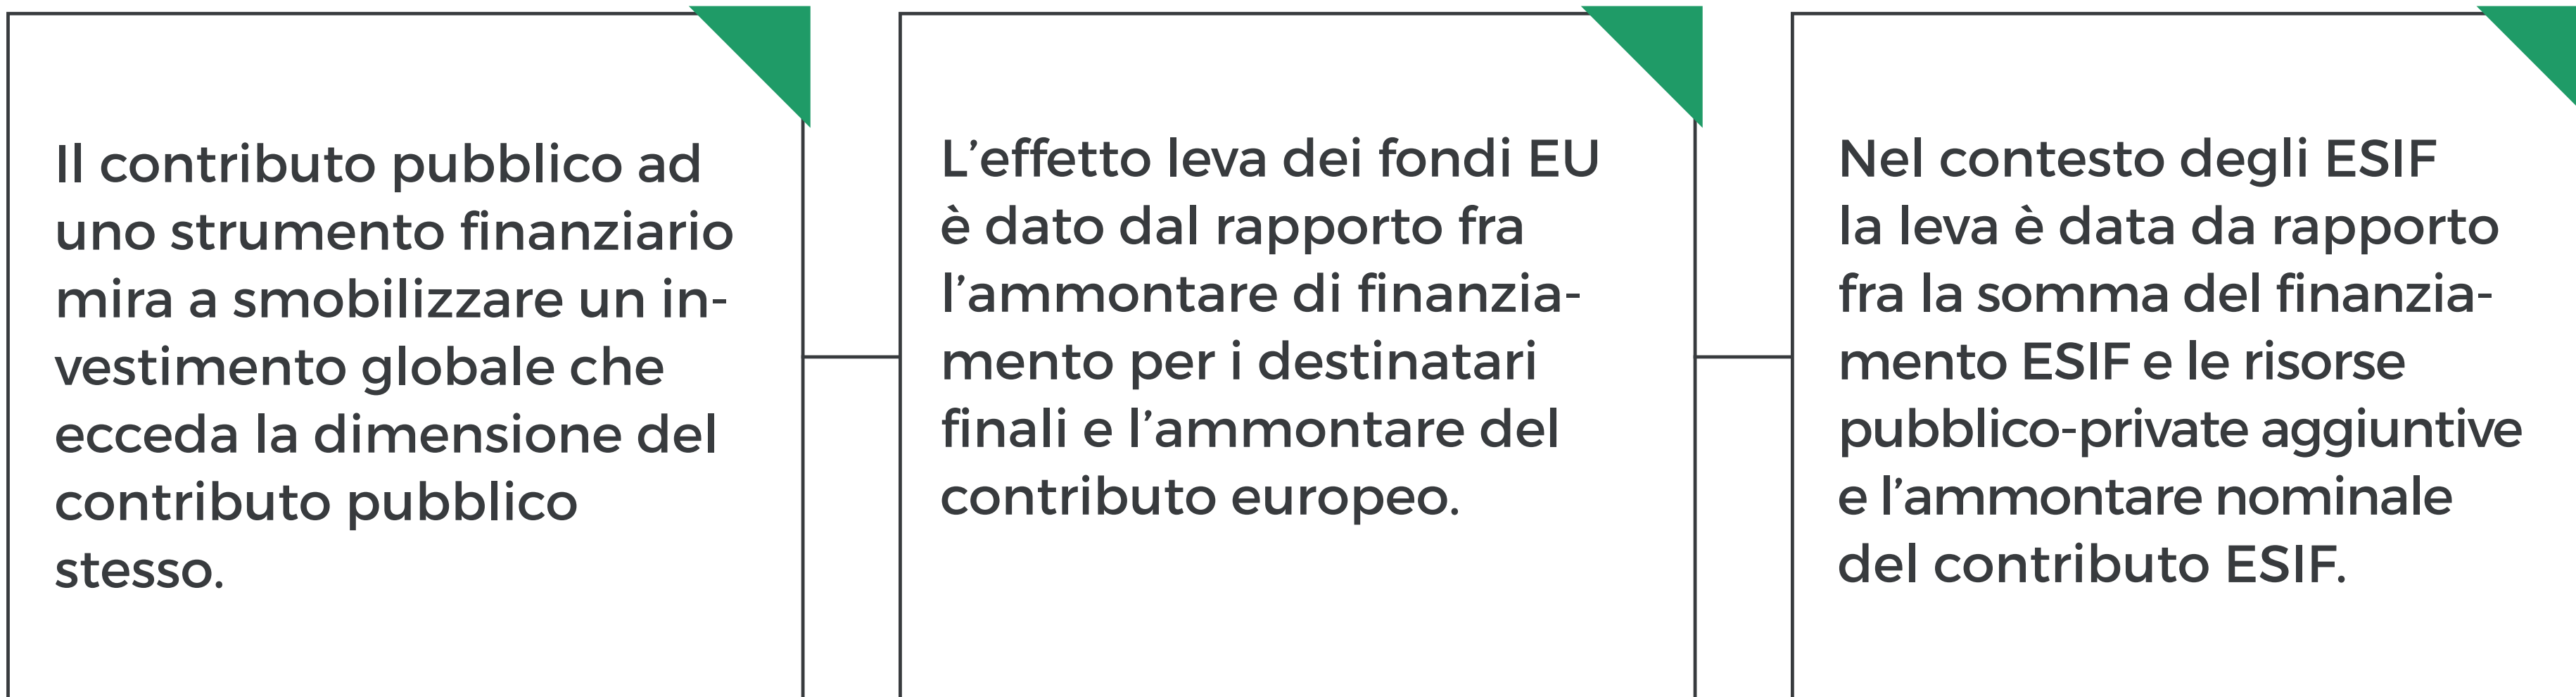 Il contributo pubblico ad
uno strumento finanziario
mira a smobilizzare un in-
vestimento globale che
ecceda la dimensione del
contributo pubblico
stesso.
L’effetto leva dei fondi EU
è dato dal rapporto fra
l’ammontare di finanzia-
mento per i destinatari
finali e l’ammontare del
contributo europeo.
Nel contesto degli ESIF
la leva è data da rapporto
fra la somma del finanzia-
mento ESIF e le risorse
pubblico-private aggiuntive
e l’ammontare nominale
del contributo ESIF.